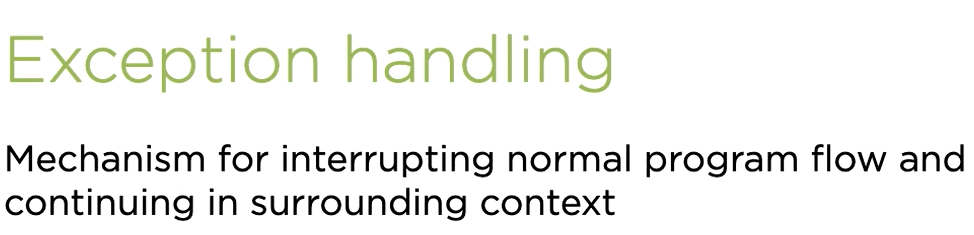 Exception handling
Mechanism for interrupting normal program flow and
continuing in surrounding context